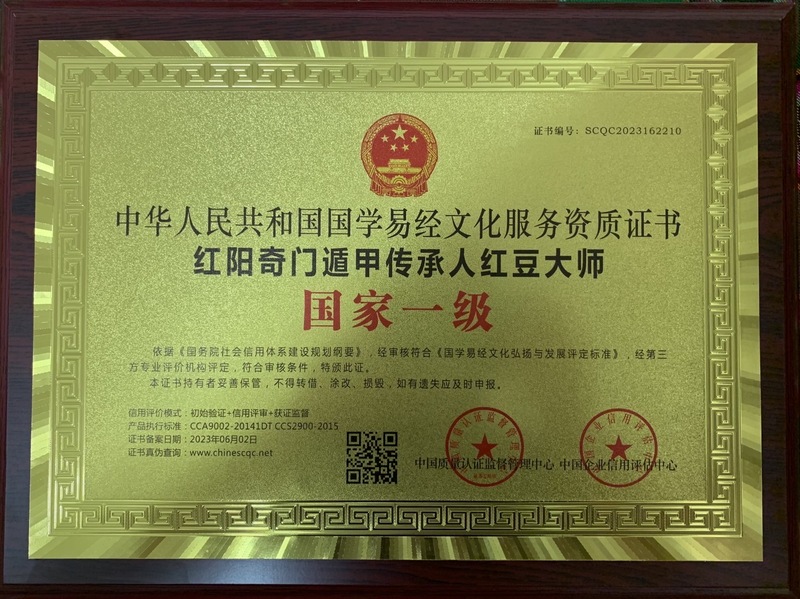 证书编号：SCQC2023162210
中华人民共和国国学易经文化服务资质证书
红阳奇门遁甲传承人红豆大师
国家一级
依据《国务院社会信用体系建设规划纲要》，经审核符合《国学易经文化弘扬与发展评定标准》，经第三
方专业评价机构评定，符合审核条件，特颁此证。
本证书持有者妥善保管，不得转借、涂改、损毁，如有遗失应及时申报。
信用评价模式：初始验证+信用评审+获证监督
产品执行标准：CCA9002-20141DT CCS2900-2015
证书备案日期：2023年06月02日
证书真伪查询：www.chinescqc.net
中国质量认证监督管理中心 中国企业信用评估中心